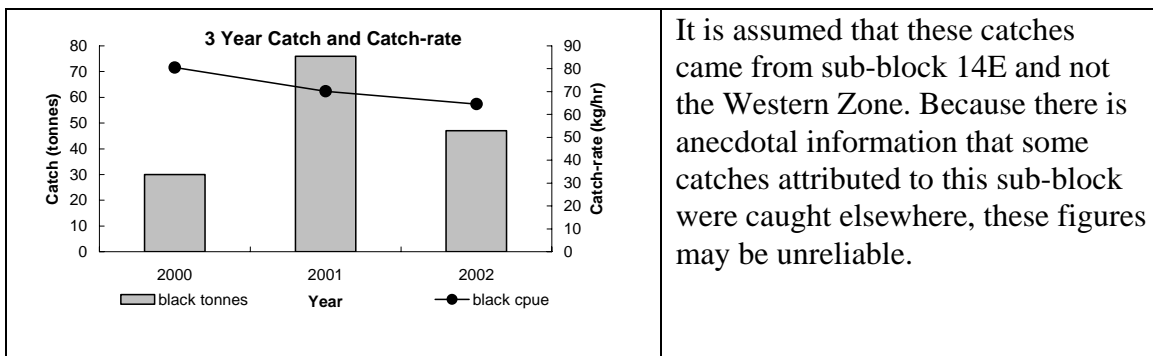 3 Year Catch and Catch-rate
Catch (tonnes)
80
70
60
50
40
30
20
10
0
90
80
70
60
50
40
30
20
10
0
Catch-rate (kg/hr)
2000 2001 2002
black tonnes Year black cpue
It is assumed that these catches
came from sub-block 14E and not
the Western Zone. Because there is
anecdotal information that some
catches attributed to this sub-block
were caught elsewhere, these figures
may be unreliable.